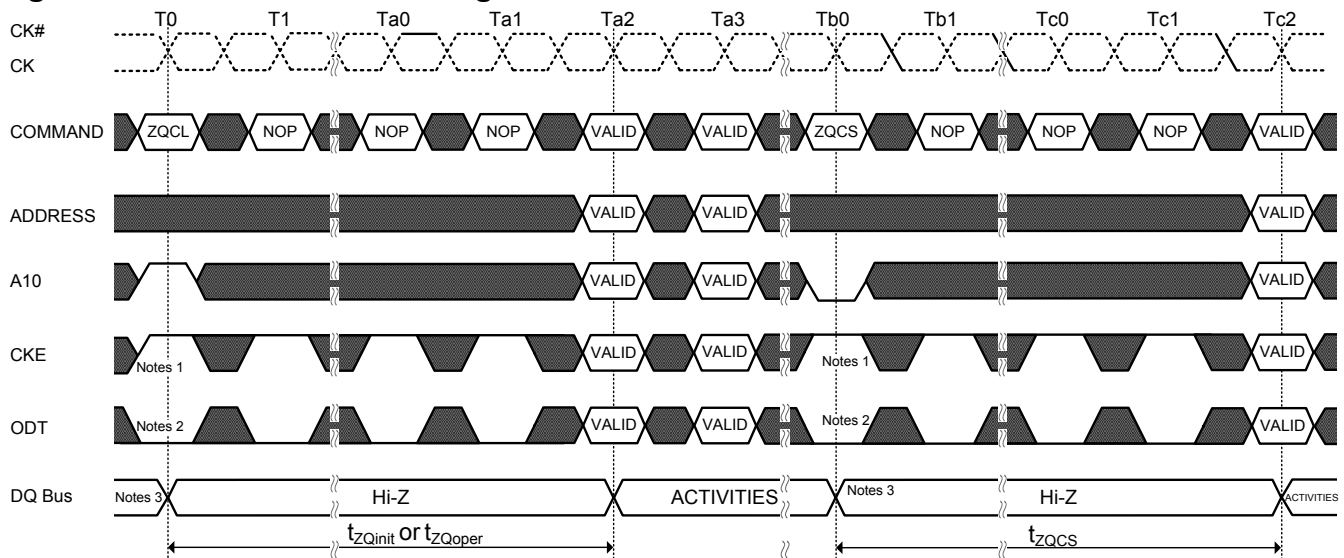 T0 T1 Ta0 Ta1 Ta2 Ta3 Tb0 Tb1 Tc0 Tc1 Tc2
CK#
CK
COMMAND ZQCL NOP NOP NOP VALID VALID ZQCS NOP NOP NOP VALID
ADDRESS VALID VALID VALID
A10 VALID VALID VALID
CKE Notes 1 VALID VALID Notes 1 VALID
ODT Notes 2 VALID VALID Notes 2 VALID
DQ Bus Notes 3 Hi-Z ACTIVITIES Notes 3 Hi-Z ACTIVITIES
tZQinit or tZQoper tZQCS